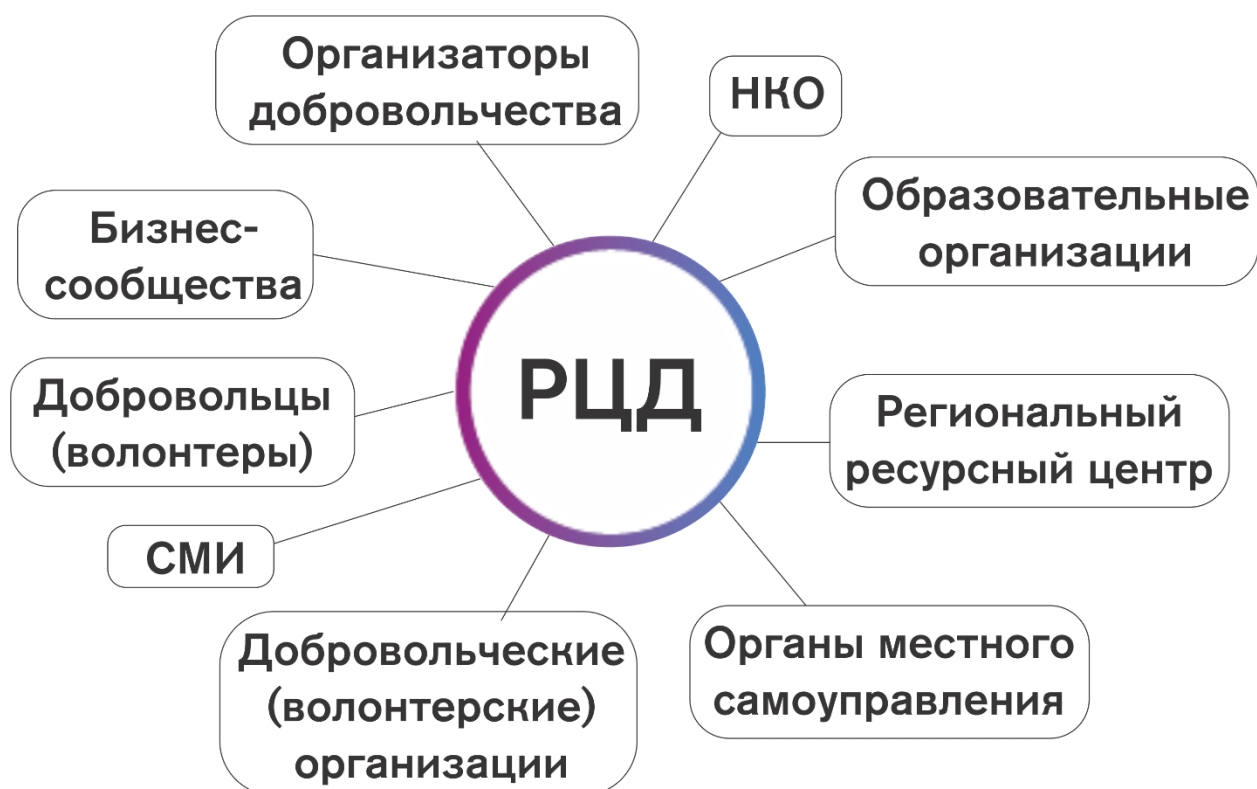 Организаторы
добровольчества
НКО
Образовательные
организации
Бизнес-
сообщества
РЦД
Добровольцы
(волонтеры)
Региональный
ресурсный центр
СМИ
Добровольческие
(волонтерские)
организации
Органы местного
самоуправления